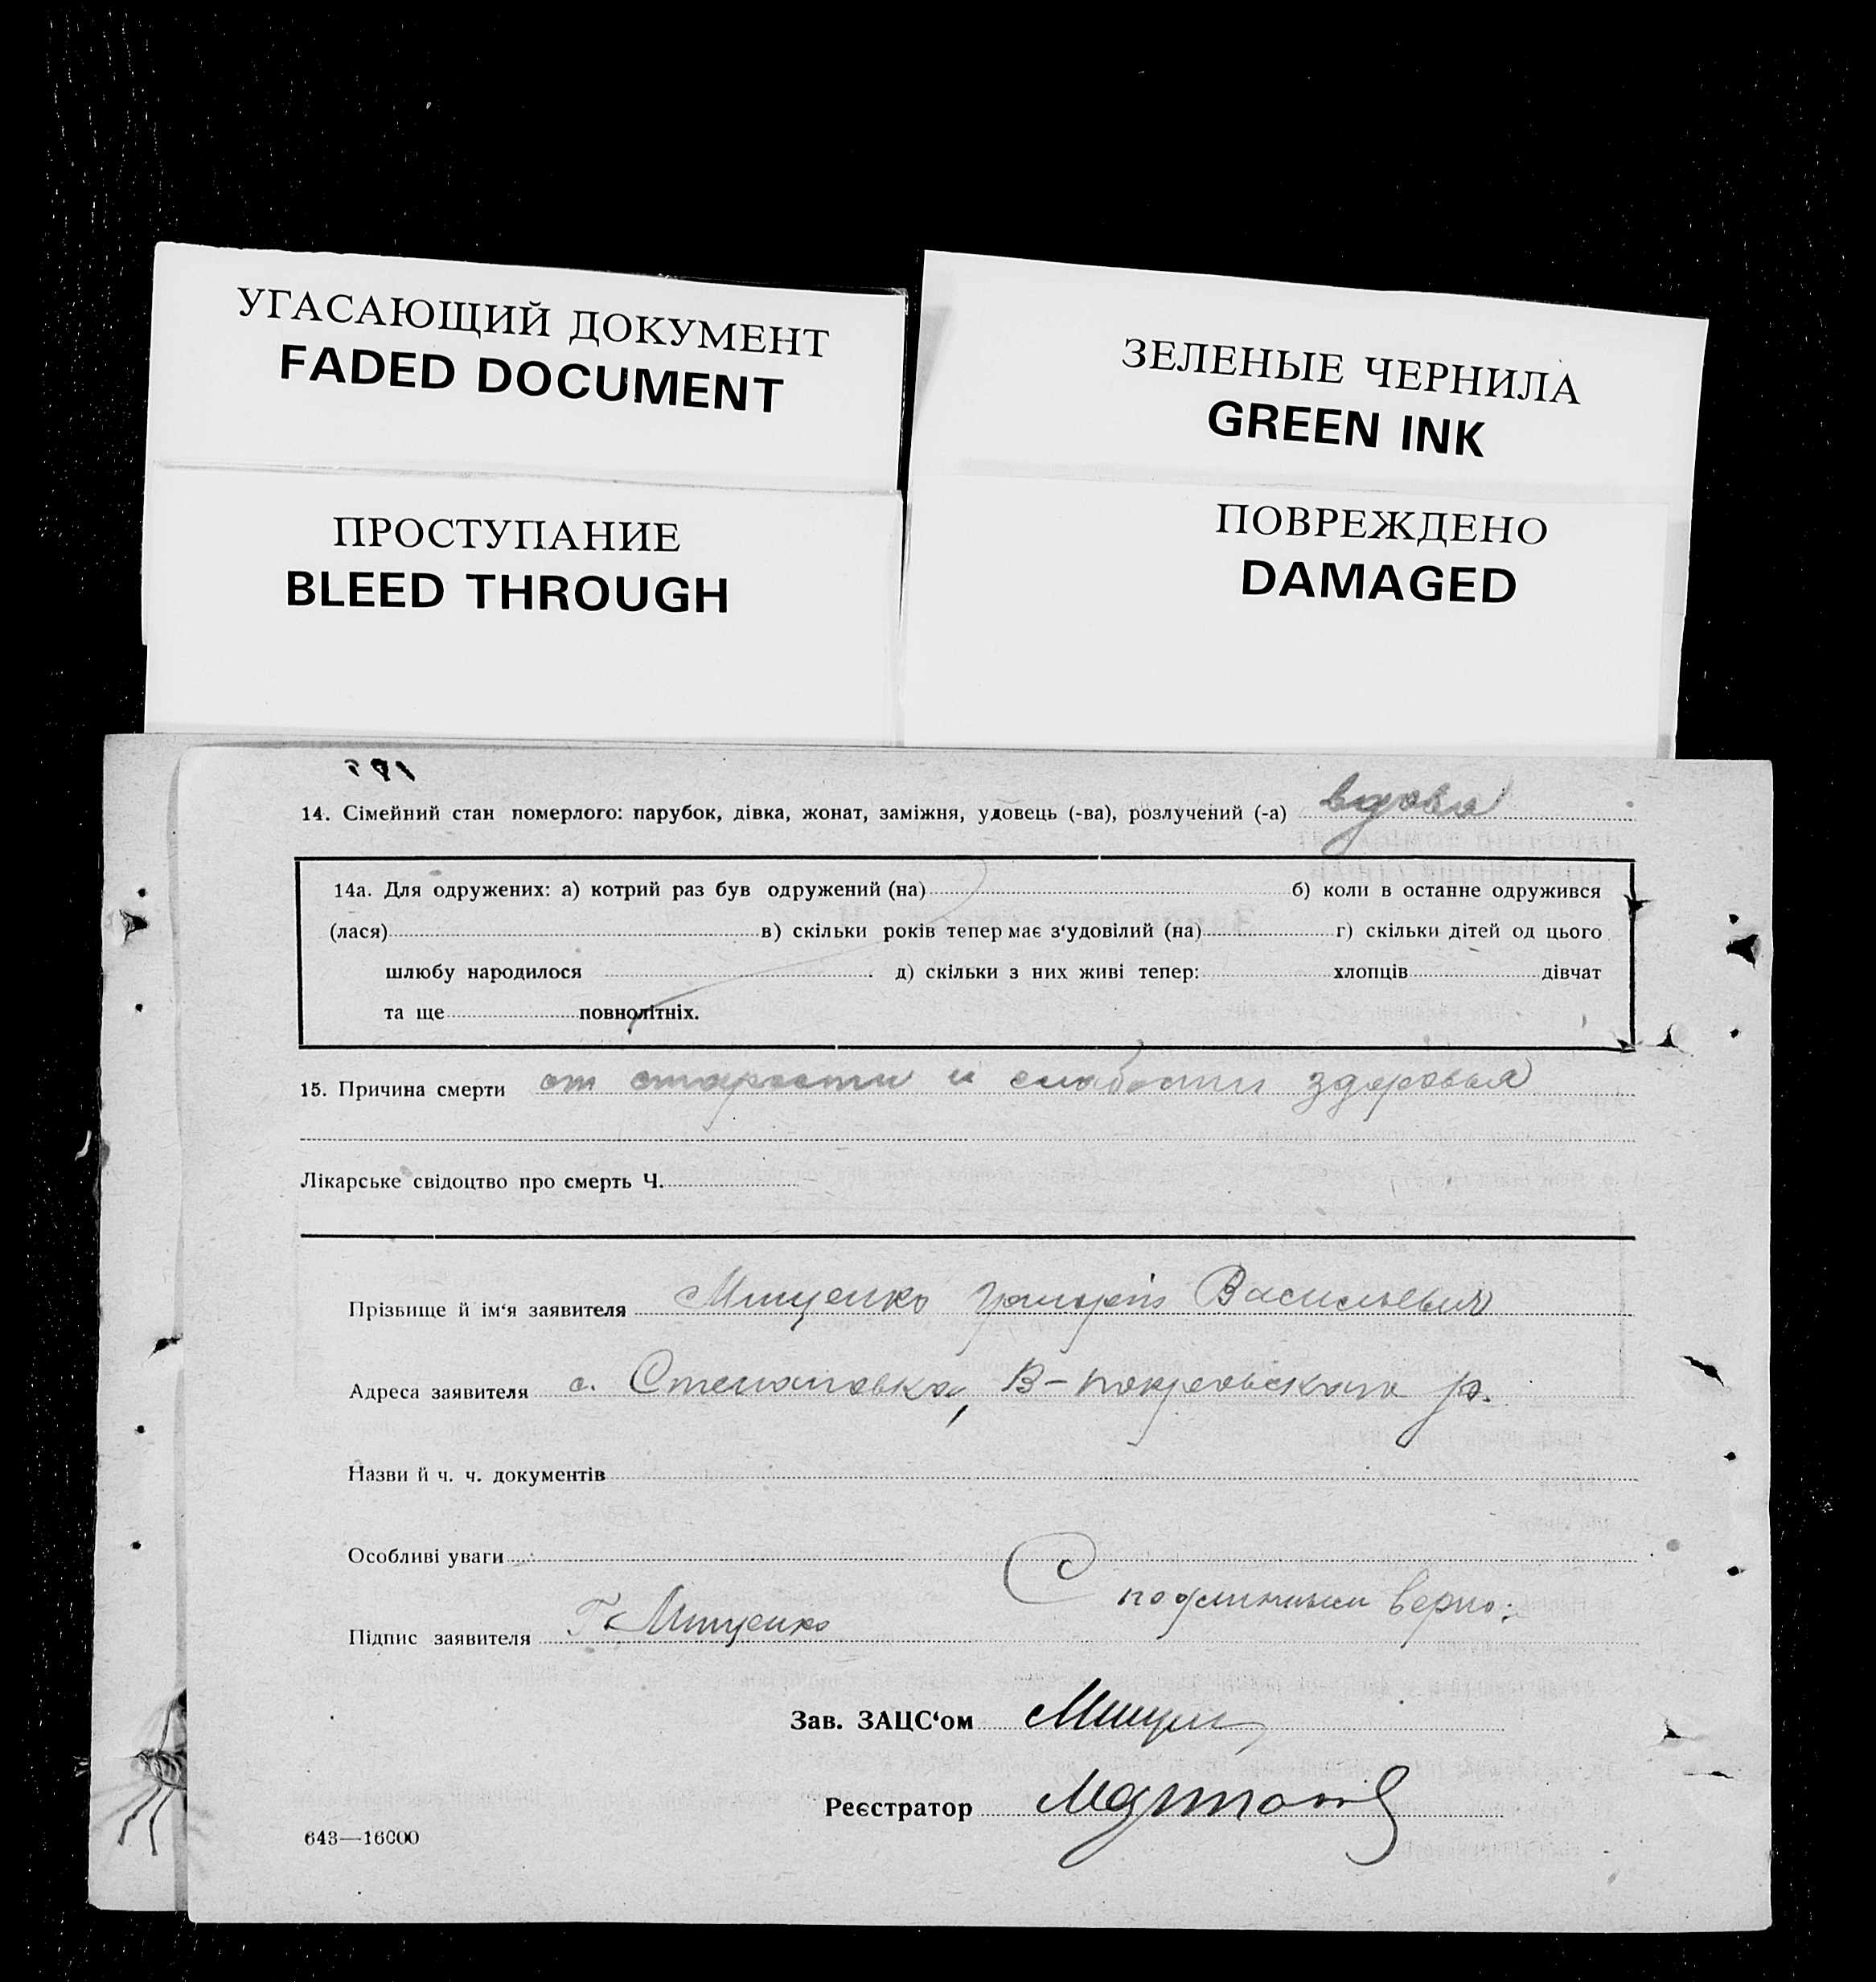 УГАСАЮЩИЙ ДОКУМЕНТ
FADED DOCUMENT
ЗЕЛЕНЫЕ ЧЕРНИЛА
GREEN INK
ПРОСТУПАНИЕ
BLEED THROUGH
ПОВРЕЖДЕНО
DAMAGED
14. Сімейний стан померлого: парубок, дівка, жонат, заміжня, удовець (-ва), розлучений (-а) вдова
14а. Для одружених: а) котрий раз був одружений (на) б) коли в останне одружився
(лася) в) скільки років тепер має з‘удовілий (на) г) скільки дітей од цього
шлюбу народилося д) скільки з них живі тепер: хлопців дівчат
та ще повнолітніх.
15. Причина смерти от старости и слабости здоровья
Лікарське свідоцтво про смерть Ч.
Прізвище й ім‘я заявителя Мищенко Григорій Васильевич
Адреса заявителя с. Степановка, В-покровського р.
Назви й ч. ч. документів
Особливі уваги
С подлинным верно:
Підпис заявителя Г. Мищенко
Зав. ЗАЦС‘ом
Реєстратор
643—16000